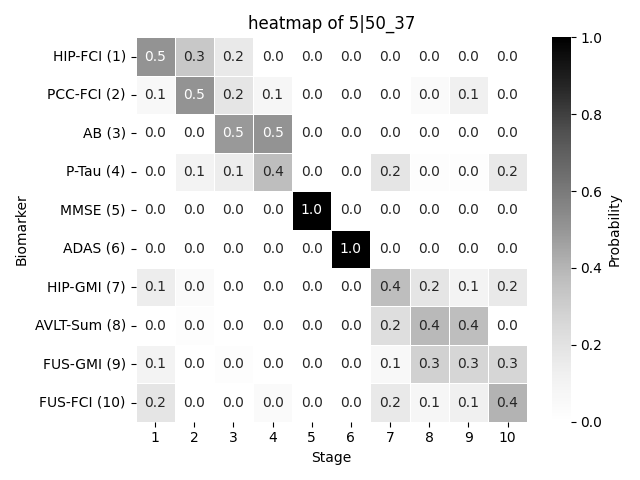 heatmap of 5|50_37
Biomarker
HIP-FCI (1) 0.5 0.3 0.2 0.0 0.0 0.0 0.0 0.0 0.0 0.0
PCC-FCI (2) 0.1 0.5 0.2 0.1 0.0 0.0 0.0 0.0 0.1 0.0
AB (3) 0.0 0.0 0.5 0.5 0.0 0.0 0.0 0.0 0.0 0.0
P-Tau (4) 0.0 0.1 0.1 0.4 0.0 0.0 0.2 0.0 0.0 0.2
MMSE (5) 0.0 0.0 0.0 0.0 1.0 0.0 0.0 0.0 0.0 0.0
ADAS (6) 0.0 0.0 0.0 0.0 0.0 1.0 0.0 0.0 0.0 0.0
HIP-GMI (7) 0.1 0.0 0.0 0.0 0.0 0.0 0.4 0.2 0.1 0.2
AVLT-Sum (8) 0.0 0.0 0.0 0.0 0.0 0.0 0.2 0.4 0.4 0.0
FUS-GMI (9) 0.1 0.0 0.0 0.0 0.0 0.0 0.1 0.3 0.3 0.3
FUS-FCI (10) 0.2 0.0 0.0 0.0 0.0 0.0 0.2 0.1 0.1 0.4
1 2 3 4 5 6 7 8 9 10
Stage
1.0
0.8
0.6
0.4
0.2
0.0
Probability